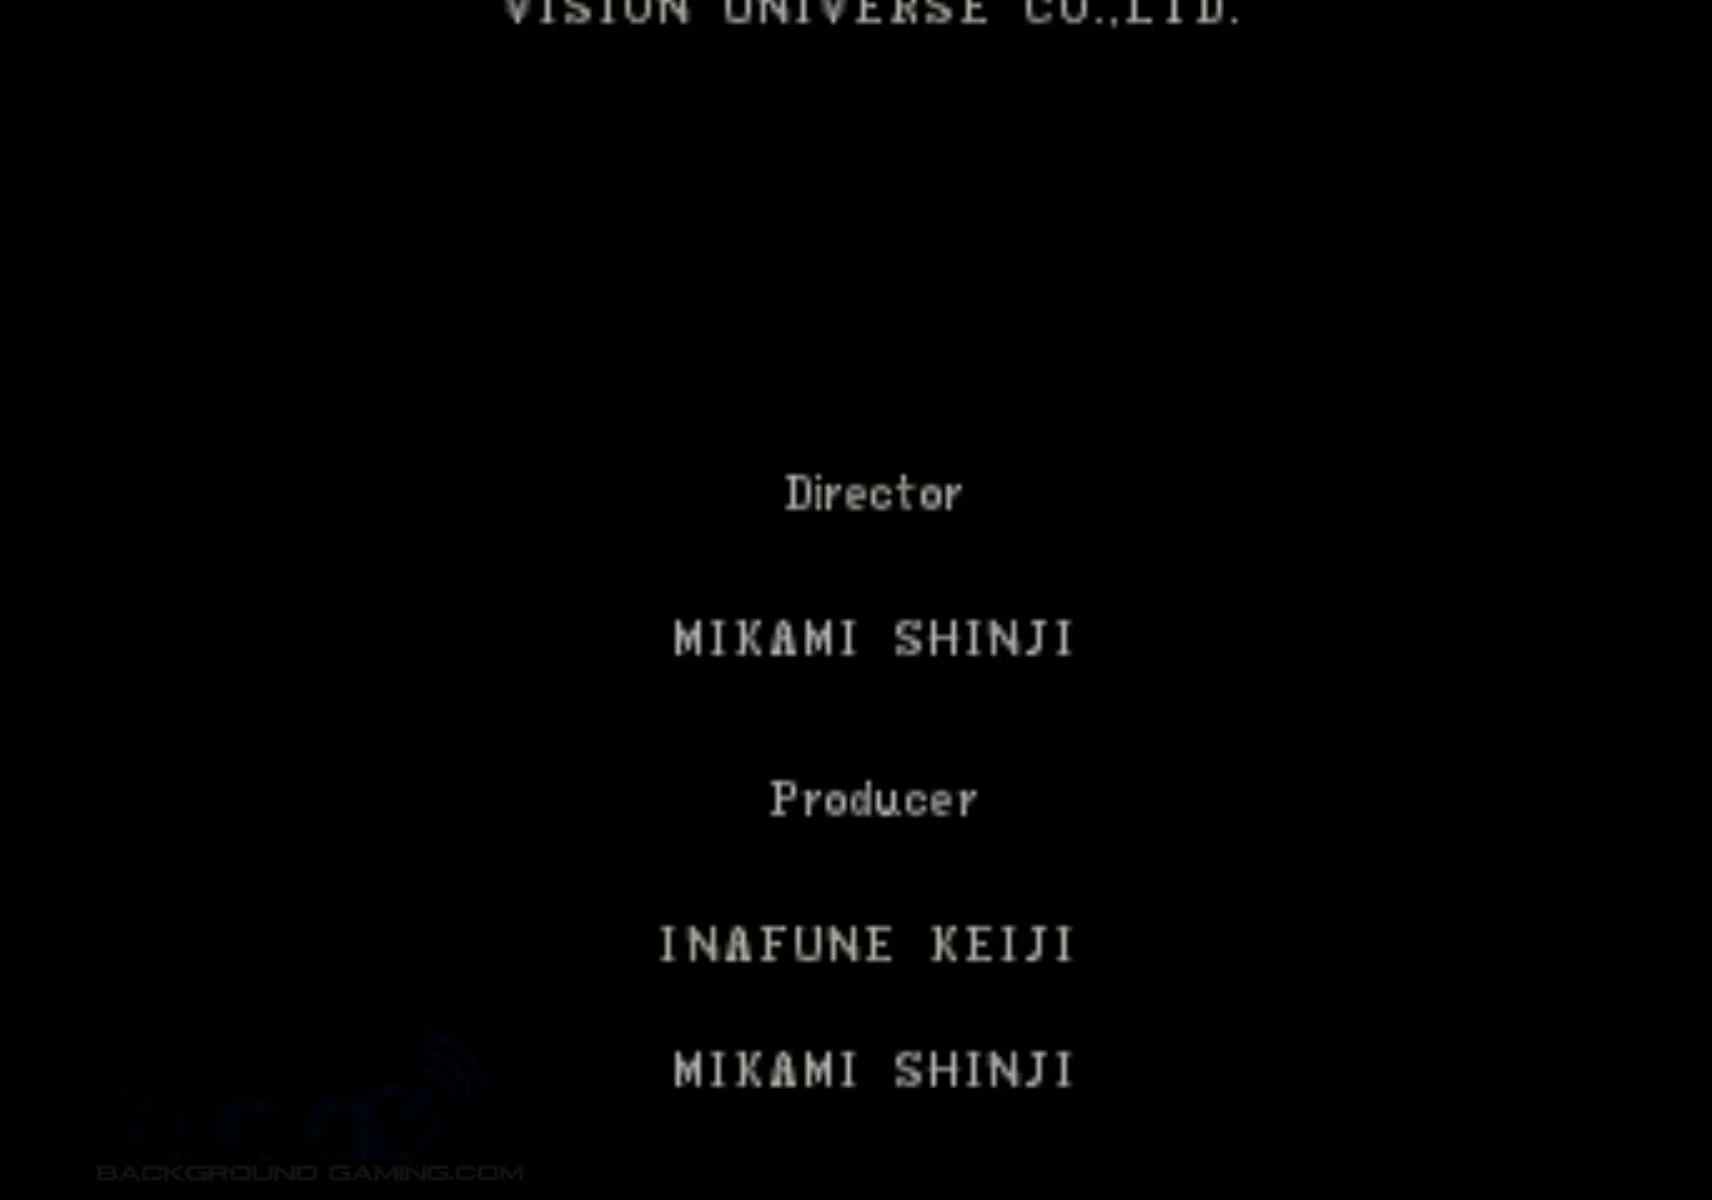 VISION UNIVERSE CO.,LTD.
Director
MIKAMI SHINJI
Producer
INAFUNE KEIJI
MIKAMI SHINJI
BACKGROUND GAMING.COM